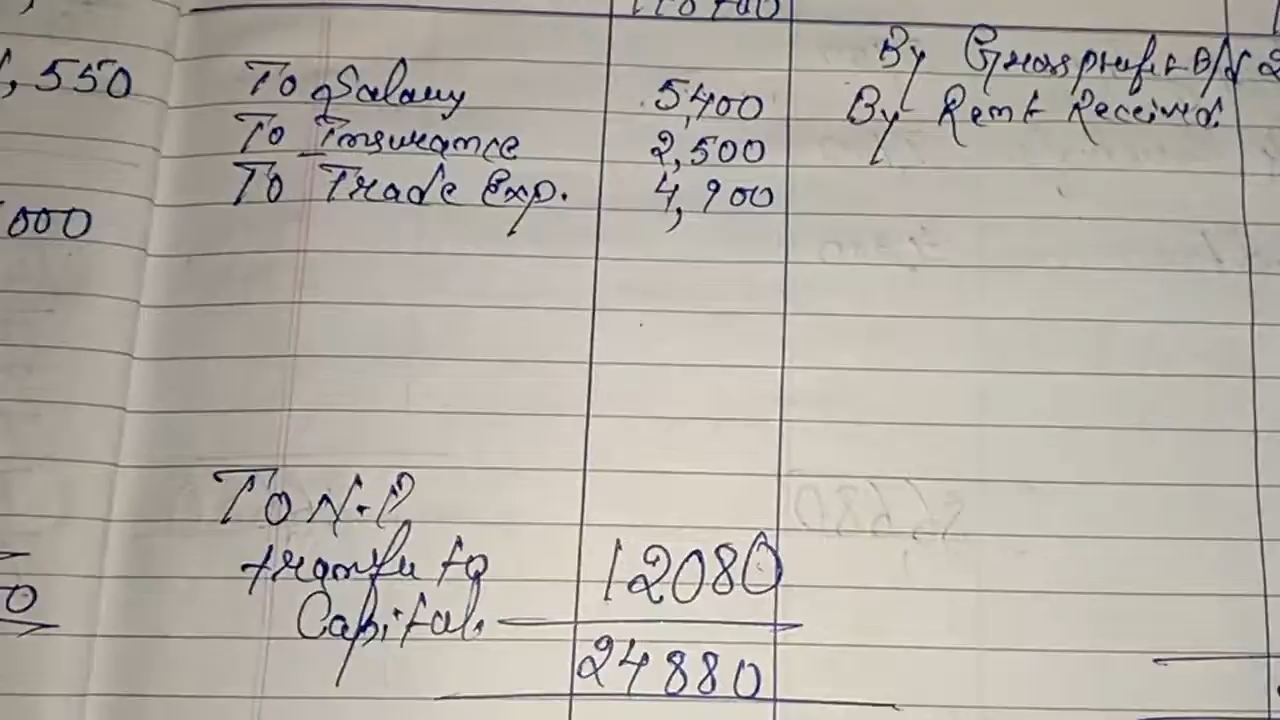 By Gross profit B/d 2
,550 To Salary 5,400 By Rent Received.
To Insurance 2,500
To Trade Exp. 4,900
000
To N.P.
transfer to 12080
Capital.
0
24880